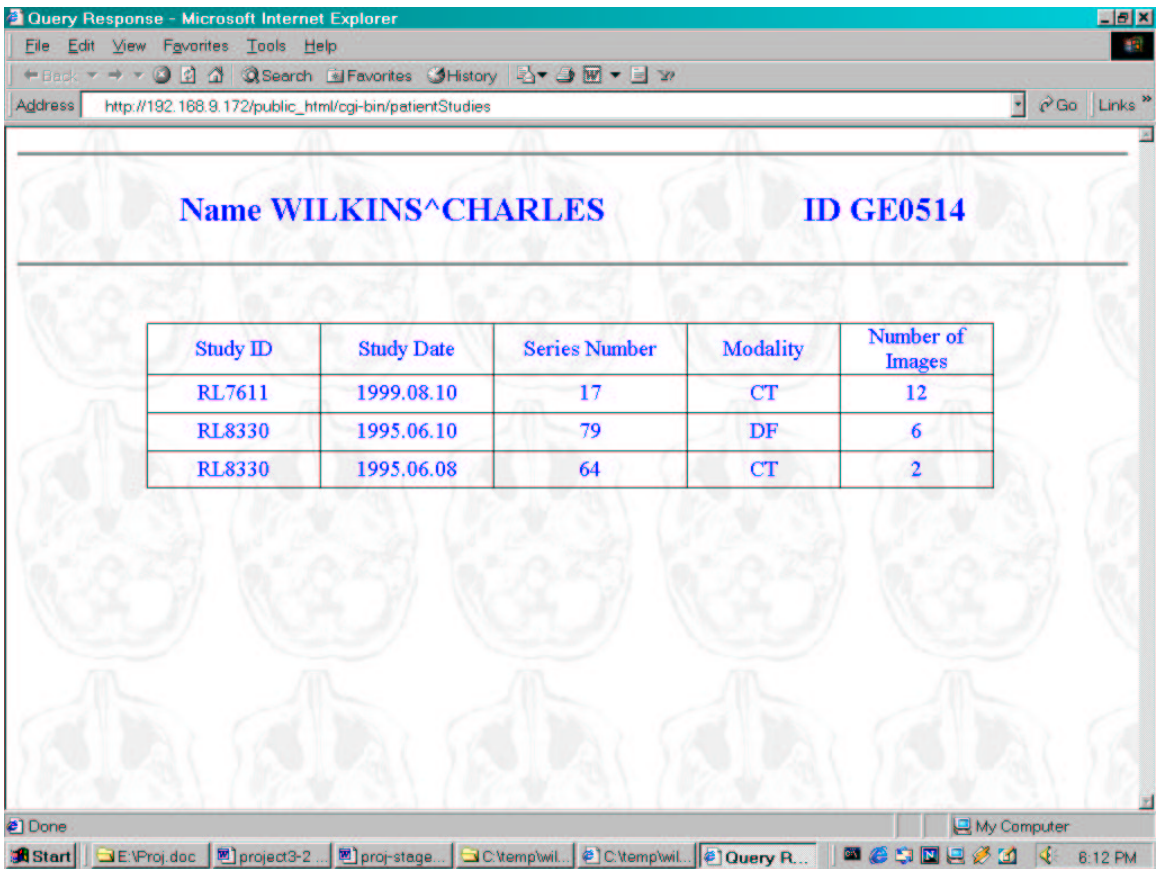 Query Response - Microsoft Internet Explorer
File Edit View Favorites Tools Help
Back Search Favorites History
Address http://192.168.9.172/public_html/cgi-bin/patientStudies Go Links »
Name WILKINS^CHARLES ID GE0514
Study ID Study Date Series Number Modality Number of Images
RL7611 1999.08.10 17 CT 12
RL8330 1995.06.10 79 DF 6
RL8330 1995.06.08 64 CT 2
Done My Computer
Start E:\Proj.doc project3-2 ... proj-stage... C:\temp\wil... C:\temp\wil... Query R... 6:12 PM